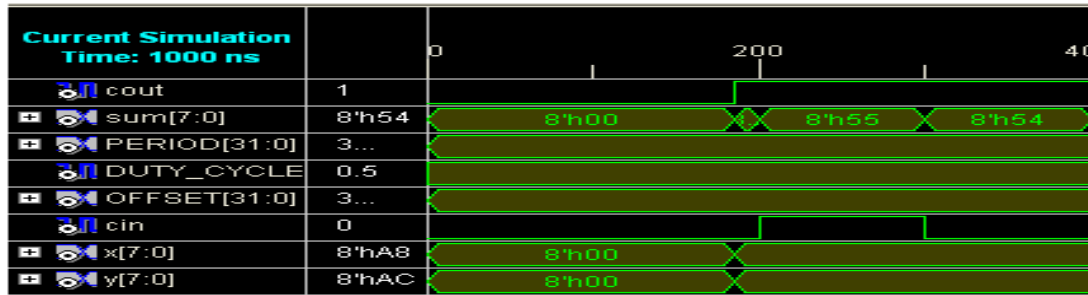 Current Simulation
Time: 1000 ns
0 200 40
cout 1
sum[7:0] 8'h54 8'h00 8'h55 8'h54
PERIOD[31:0] 3...
DUTY_CYCLE 0.5
OFFSET[31:0] 3...
cin 0
x[7:0] 8'hA8 8'h00
y[7:0] 8'hAC 8'h00